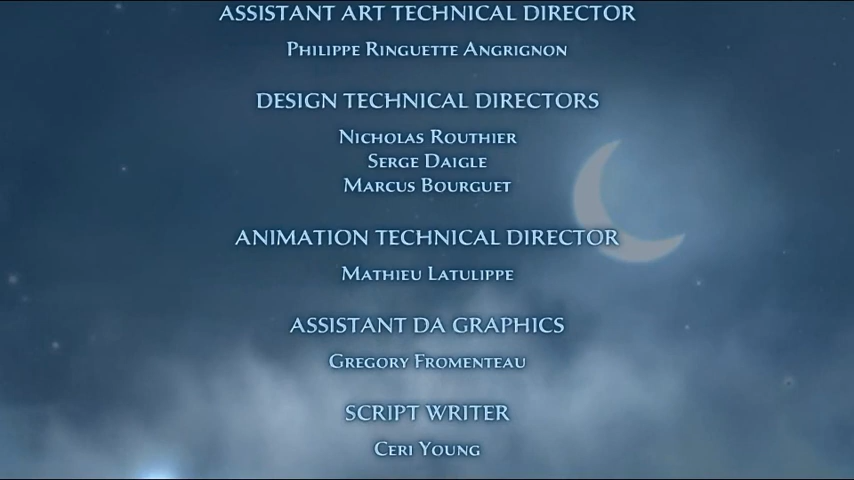 ASSISTANT ART TECHNICAL DIRECTOR
PHILIPPE RINGUETTE ANGRIGNON
DESIGN TECHNICAL DIRECTORS
NICHOLAS ROUTHIER
SERGE DAIGLE
MARCUS BOURGUET
ANIMATION TECHNICAL DIRECTOR
MATHIEU LATULIPPE
ASSISTANT DA GRAPHICS
GREGORY FROMENTEAU
SCRIPT WRITER
CERI YOUNG